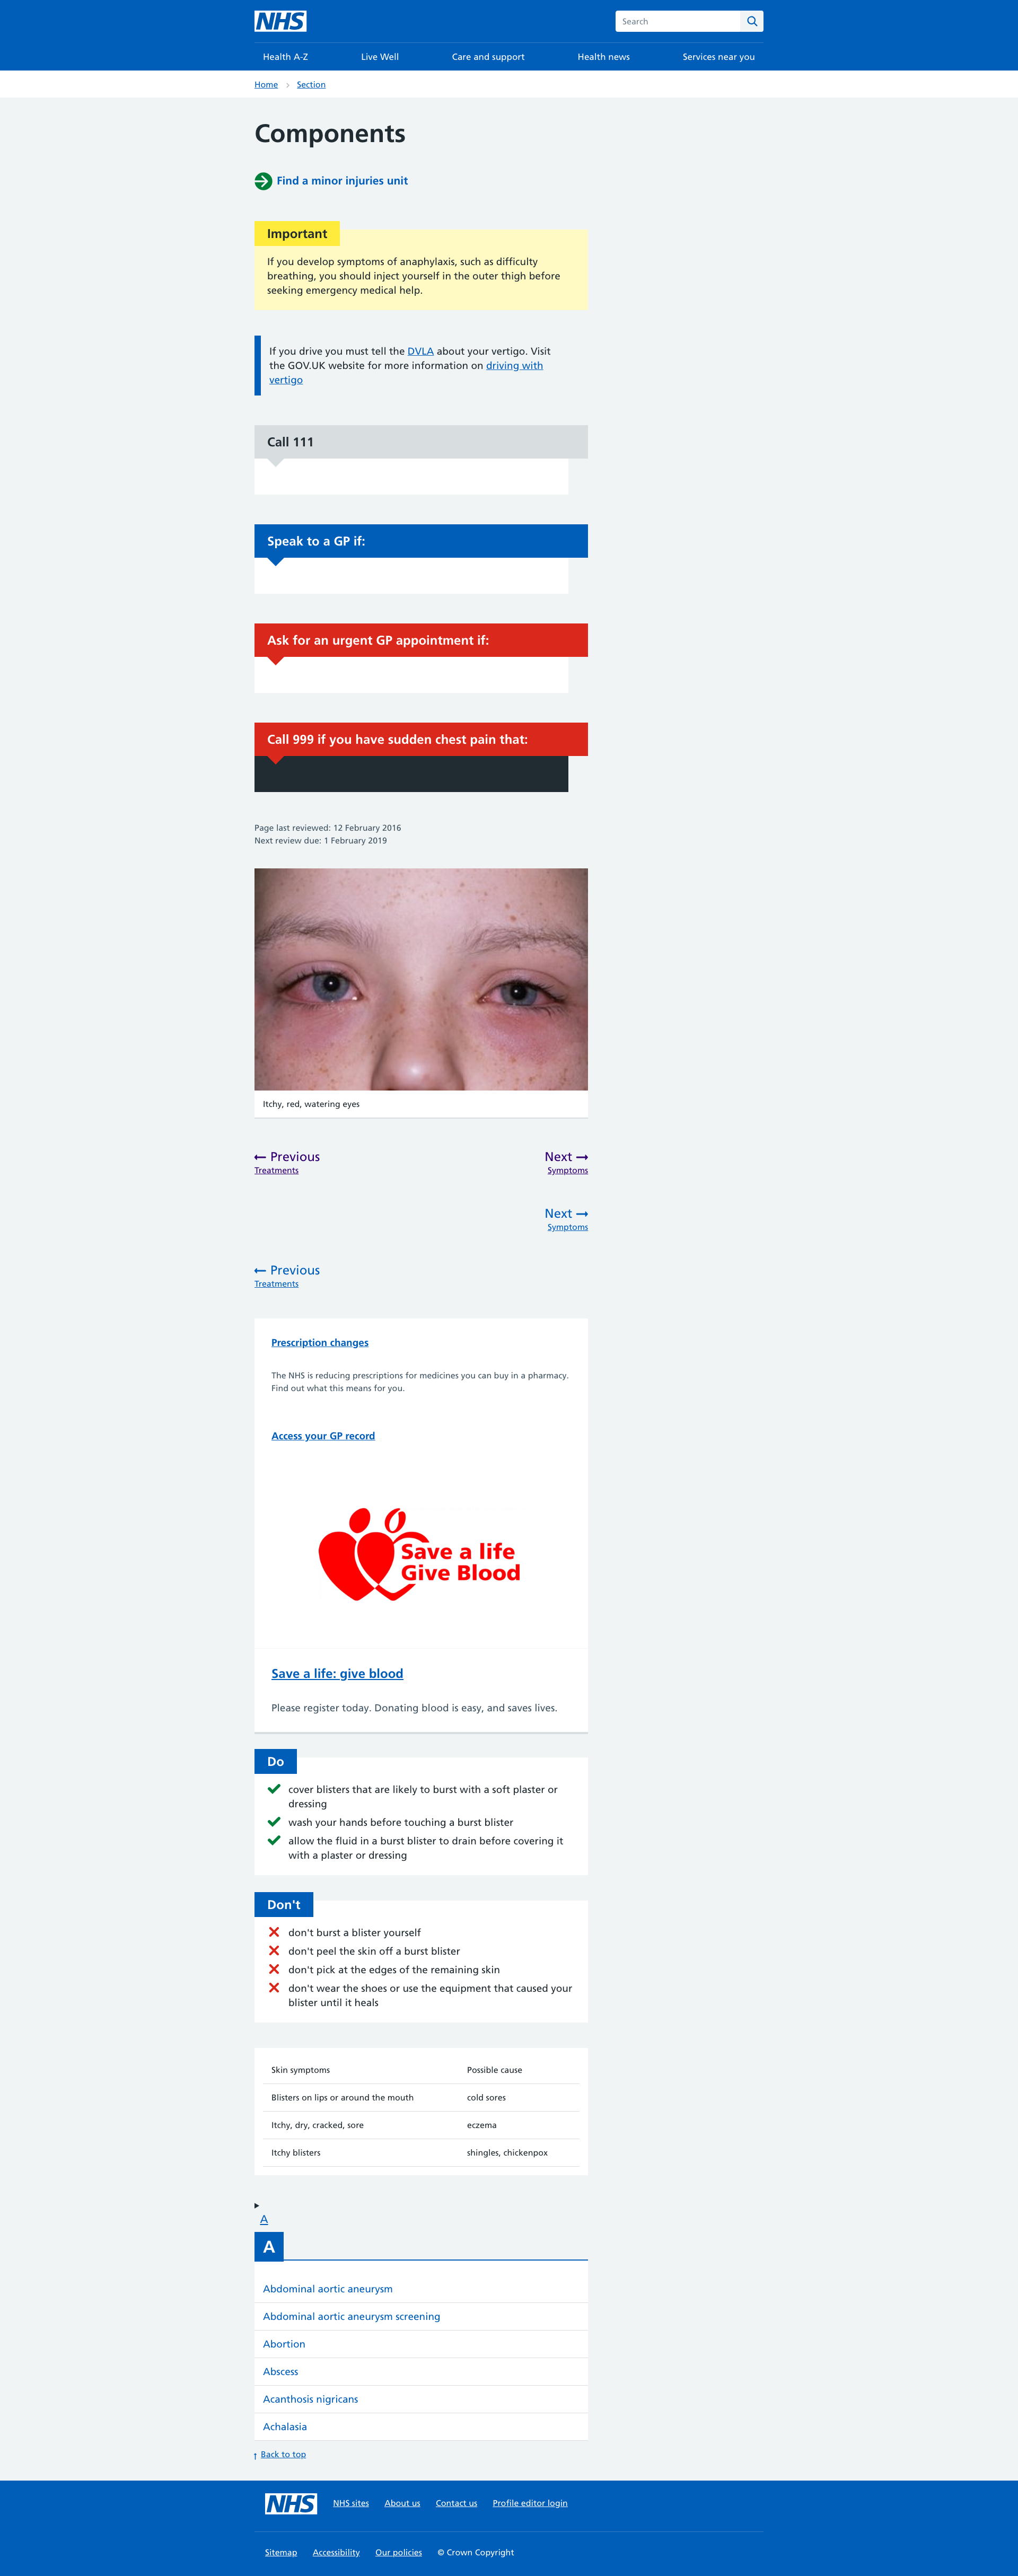 NHS
Search
Health A-Z
Live Well
Care and support
Health news
Services near you
Home
Section
Components
Find a minor injuries unit
Important
If you develop symptoms of anaphylaxis, such as difficulty
breathing, you should inject yourself in the outer thigh before
seeking emergency medical help.
If you drive you must tell the DVLA about your vertigo. Visit
the GOV.UK website for more information on driving with
vertigo
Call 111
Speak to a GP if:
Ask for an urgent GP appointment if:
Call 999 if you have sudden chest pain that:
Page last reviewed: 12 February 2016
Next review due: 1 February 2019
Itchy, red, watering eyes
Previous
Treatments
Next
Symptoms
Next
Symptoms
Previous
Treatments
Prescription changes
The NHS is reducing prescriptions for medicines you can buy in a pharmacy.
Find out what this means for you.
Access your GP record
Save a life
Give Blood
Save a life: give blood
Please register today. Donating blood is easy, and saves lives.
Do
cover blisters that are likely to burst with a soft plaster or
dressing
wash your hands before touching a burst blister
allow the fluid in a burst blister to drain before covering it
with a plaster or dressing
Don't
don't burst a blister yourself
don't peel the skin off a burst blister
don't pick at the edges of the remaining skin
don't wear the shoes or use the equipment that caused your
blister until it heals
Skin symptoms Possible cause
Blisters on lips or around the mouth cold sores
Itchy, dry, cracked, sore eczema
Itchy blisters shingles, chickenpox
A
A
Abdominal aortic aneurysm
Abdominal aortic aneurysm screening
Abortion
Abscess
Acanthosis nigricans
Achalasia
Back to top
NHS
NHS sites
About us
Contact us
Profile editor login
Sitemap
Accessibility
Our policies
© Crown Copyright